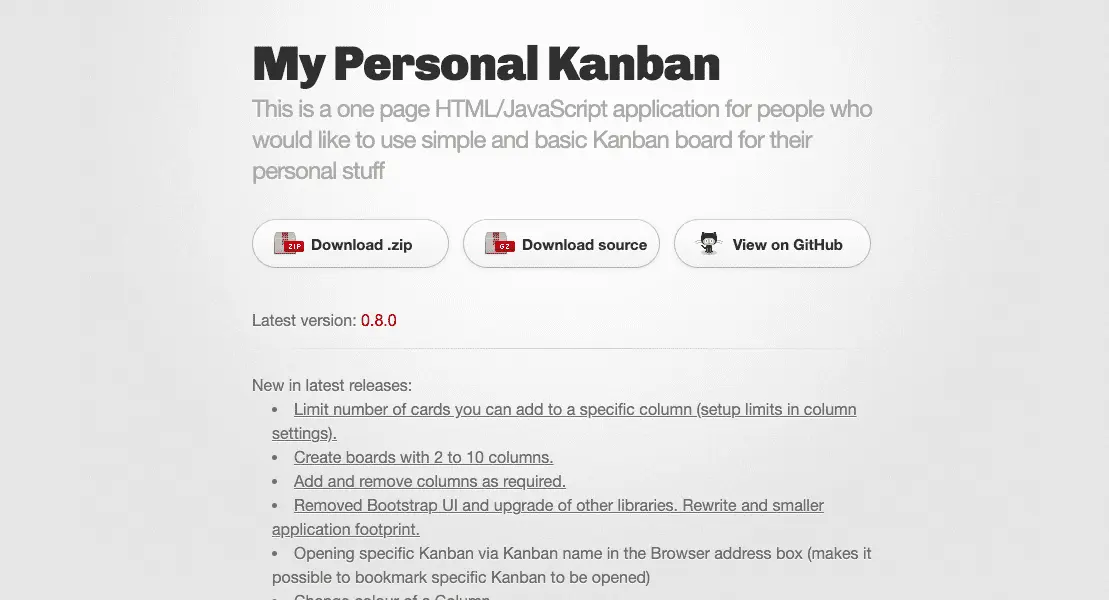 My Personal Kanban
This is a one page HTML/JavaScript application for people who
would like to use simple and basic Kanban board for their
personal stuff
ZIP Download .zip
GZ Download source
View on GitHub
Latest version: 0.8.0
New in latest releases:
• Limit number of cards you can add to a specific column (setup limits in column
settings).
• Create boards with 2 to 10 columns.
• Add and remove columns as required.
• Removed Bootstrap UI and upgrade of other libraries. Rewrite and smaller
application footprint.
• Opening specific Kanban via Kanban name in the Browser address box (makes it
possible to bookmark specific Kanban to be opened)
• Change colour of a Column